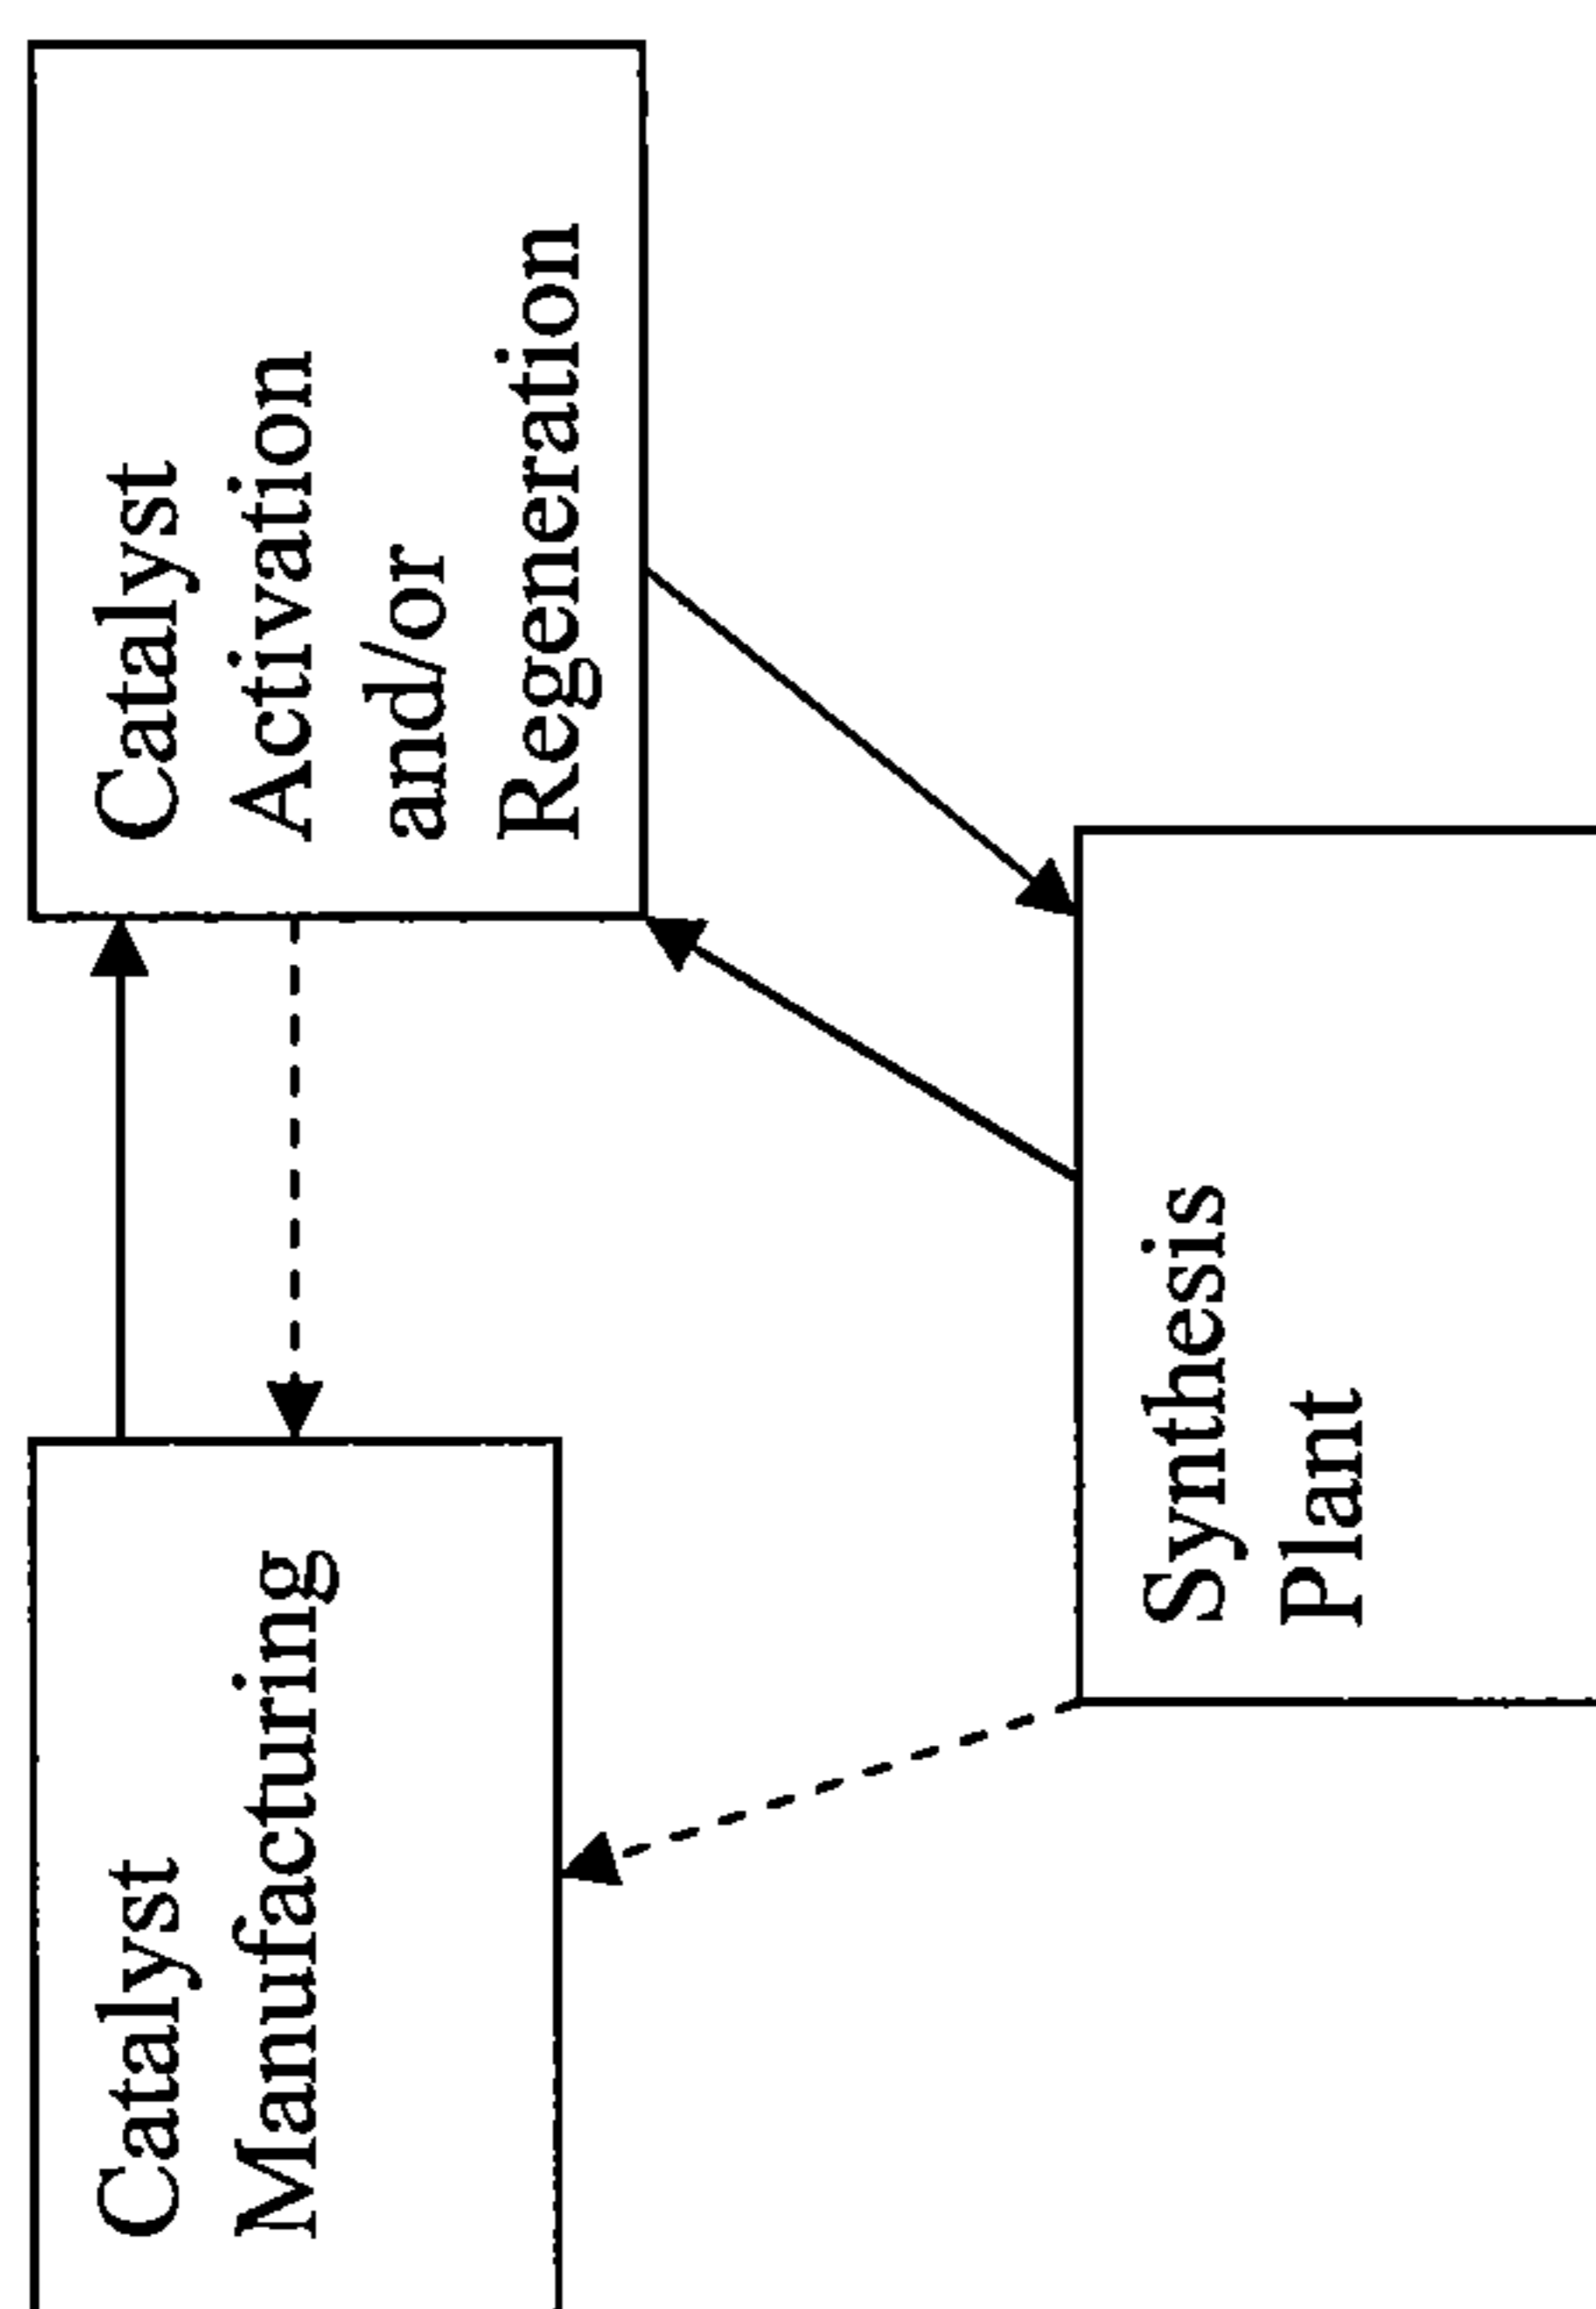 Catalyst
Manufacturing
Catalyst
Activation
and/or
Regeneration
Synthesis
Plant